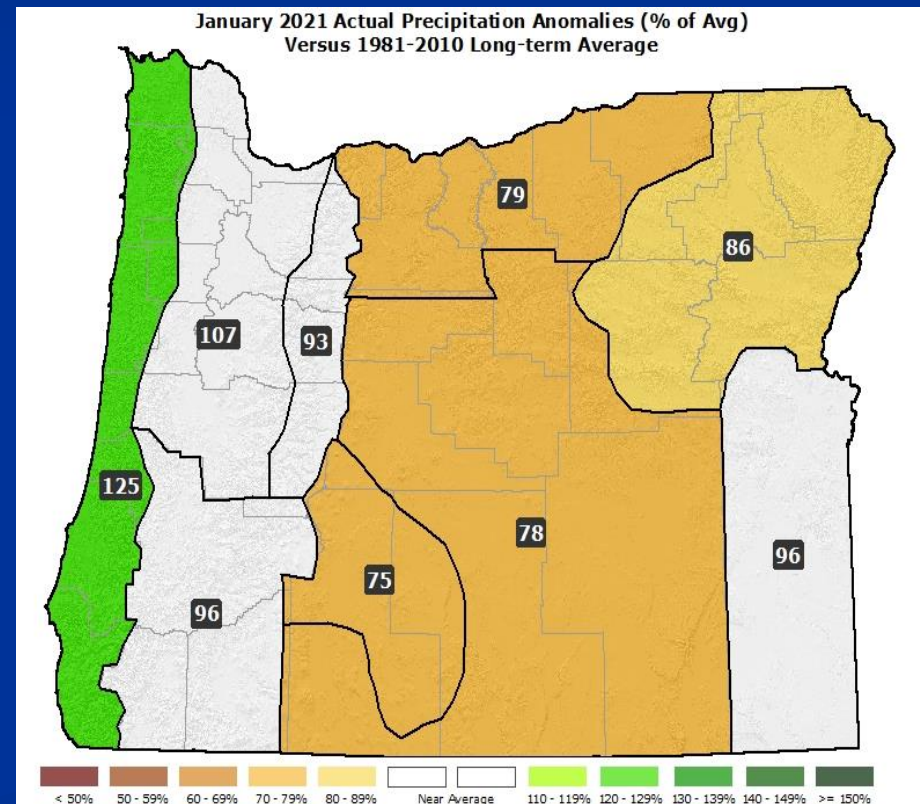 January 2021 Actual Precipitation Anomalies (% of Avg)
Versus 1981-2010 Long-term Average
79
86
107
93
125
78
96
75
96
< 50%
50 - 59%
60 - 69%
70 - 79%
80 - 89%
Near Average
110 - 119%
120 - 129%
130 - 139%
140 - 149%
>= 150%